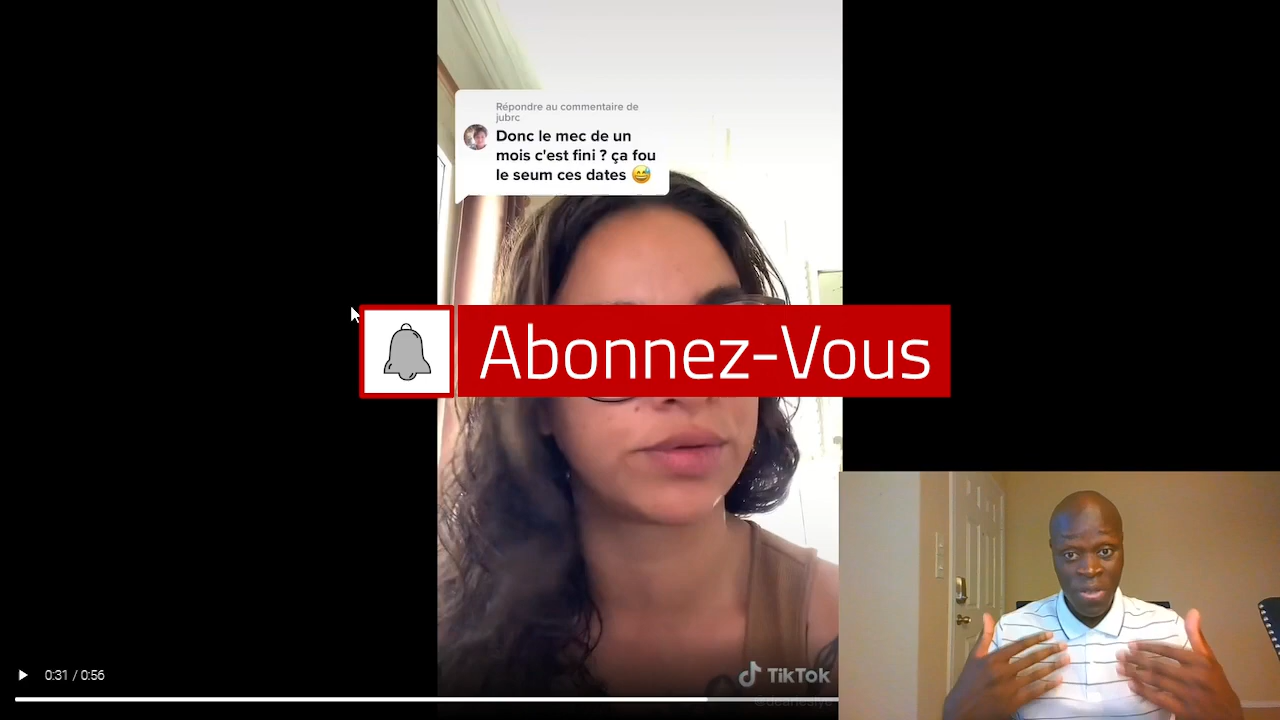 Répondre au commentaire de
jubrc
Donc le mec de un
mois c'est fini ? ça fou
le seum ces dates 😅
Abonnez-Vous
0:31 / 0:56
TikTok